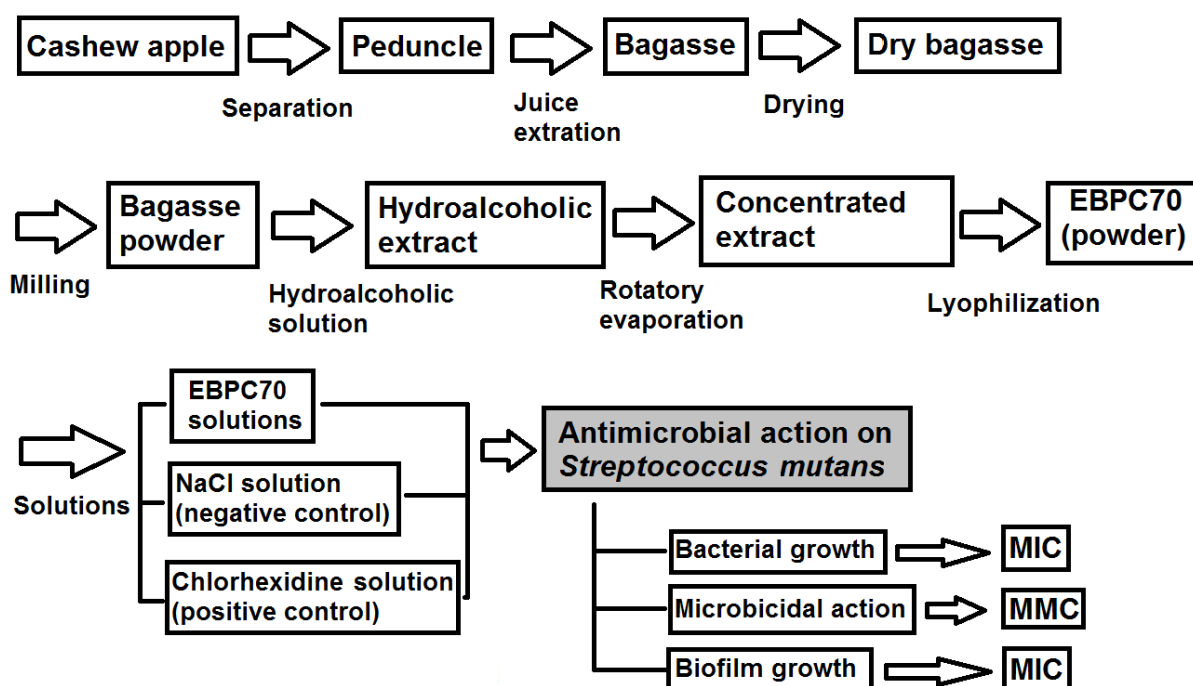 Cashew apple
Peduncle
Bagasse
Dry bagasse
Separation
Juice
extration
Drying
Bagasse
powder
Hydroalcoholic
extract
Concentrated
extract
EBPC70
(powder)
Milling
Hydroalcoholic
solution
Rotatory
evaporation
Lyophilization
EBPC70
solutions
NaCl solution
(negative control)
Chlorhexidine solution
(positive control)
Solutions
Antimicrobial action on
Streptococcus mutans
Bacterial growth
MIC
Microbicidal action
MMC
Biofilm growth
MIC